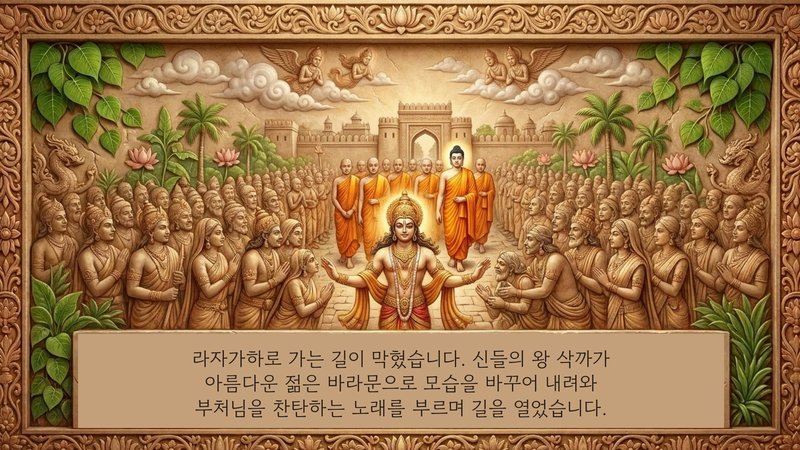 라자가하로 가는 길이 막혔습니다. 신들의 왕 삭까가
아름다운 젊은 바라문으로 모습을 바꾸어 내려와
부처님을 찬탄하는 노래를 부르며 길을 열었습니다.